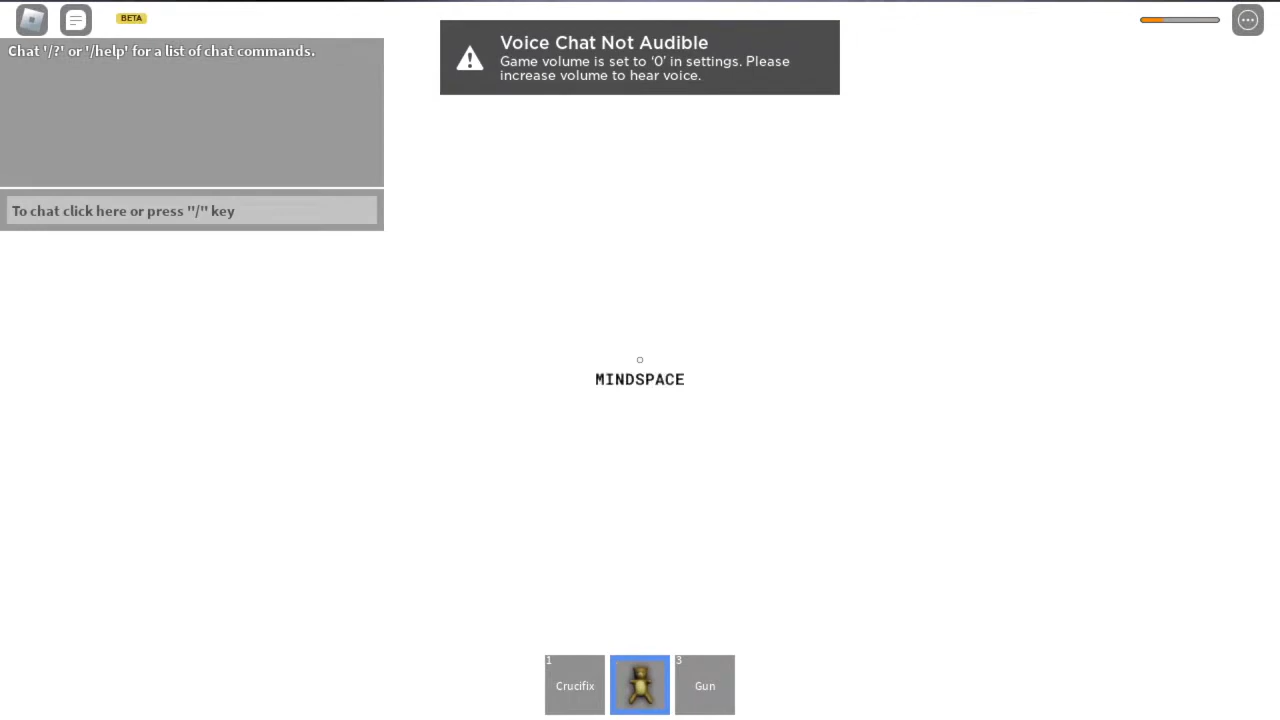 BETA
Chat '/?' or '/help' for a list of chat commands.
To chat click here or press "/" key
Voice Chat Not Audible
Game volume is set to ‘0’ in settings. Please
increase volume to hear voice.
MINDSPACE
1
Crucifix
3
Gun